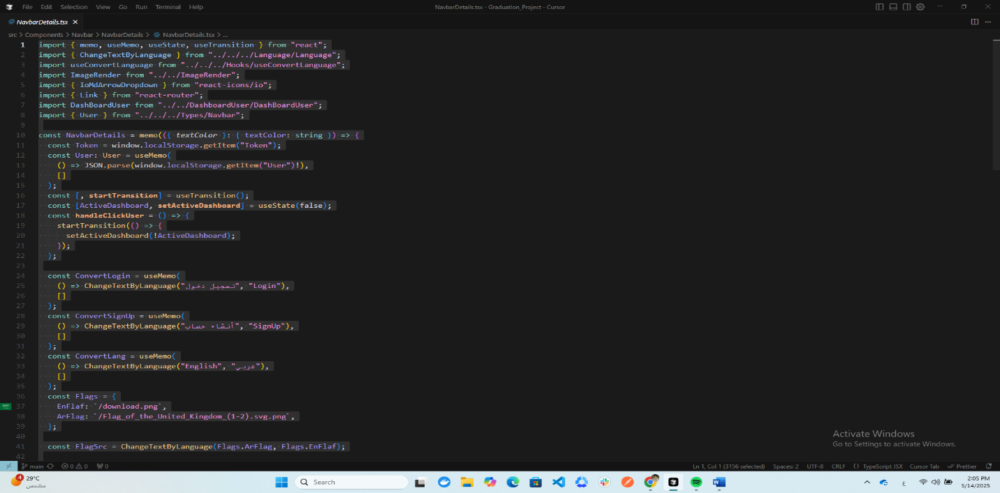 File Edit Selection View Go Run Terminal Help
NavbarDetails.tsx - Graduation_Project - Cursor
NavbarDetails.tsx
src > Components > Navbar > NavbarDetails > NavbarDetails.tsx > ...
1 import { memo, useMemo, useState, useTransition } from "react";
2 import { ChangeTextByLanguage } from "../../../Language/Language";
3 import useConvertLanguage from "../../../Hooks/useConvertLanguage";
4 import ImageRender from "../../ImageRender";
5 import { IoMdArrowDropdown } from "react-icons/io";
6 import { Link } from "react-router";
7 import DashBoardUser from "../../DashboardUser/DashBoardUser";
8 import { User } from "../../../Types/Navbar";
9
10 const NavbarDetails = memo(({ textColor }: { textColor: string }) => {
11 const Token = window.localStorage.getItem("Token");
12 const User: User = useMemo(
13 () => JSON.parse(window.localStorage.getItem("User")!),
14 []
15 );
16 const [, startTransition] = useTransition();
17 const [ActiveDashboard, setActiveDashboard] = useState(false);
18 const handleClickUser = () => {
19 startTransition(() => {
20 setActiveDashboard(!ActiveDashboard);
21 });
22 };
23
24 const ConvertLogin = useMemo(
25 () => ChangeTextByLanguage("تسجيل دخول", "Login"),
26 []
27 );
28 const ConvertSignUp = useMemo(
29 () => ChangeTextByLanguage("أنشاء حساب", "SignUp"),
30 []
31 );
32 const ConvertLang = useMemo(
33 () => ChangeTextByLanguage("English", "عربي"),
34 []
35 );
36 const Flags = {
37 EnFlaf: `/download.png`,
38 ArFlag: `/Flag_of_the_United_Kingdom_(1-2).svg.png`,
39 };
40
41 const FlagSrc = ChangeTextByLanguage(Flags.ArFlag, Flags.EnFlaf);
42
Activate Windows
Go to Settings to activate Windows.
main 0 0 0 Ln 1, Col 1 (3156 selected) Spaces: 2 UTF-8 CRLF {} TypeScript JSX Cursor Tab Prettier
4 29°C
مشمس
Search
ع
2:05 PM
5/14/2025